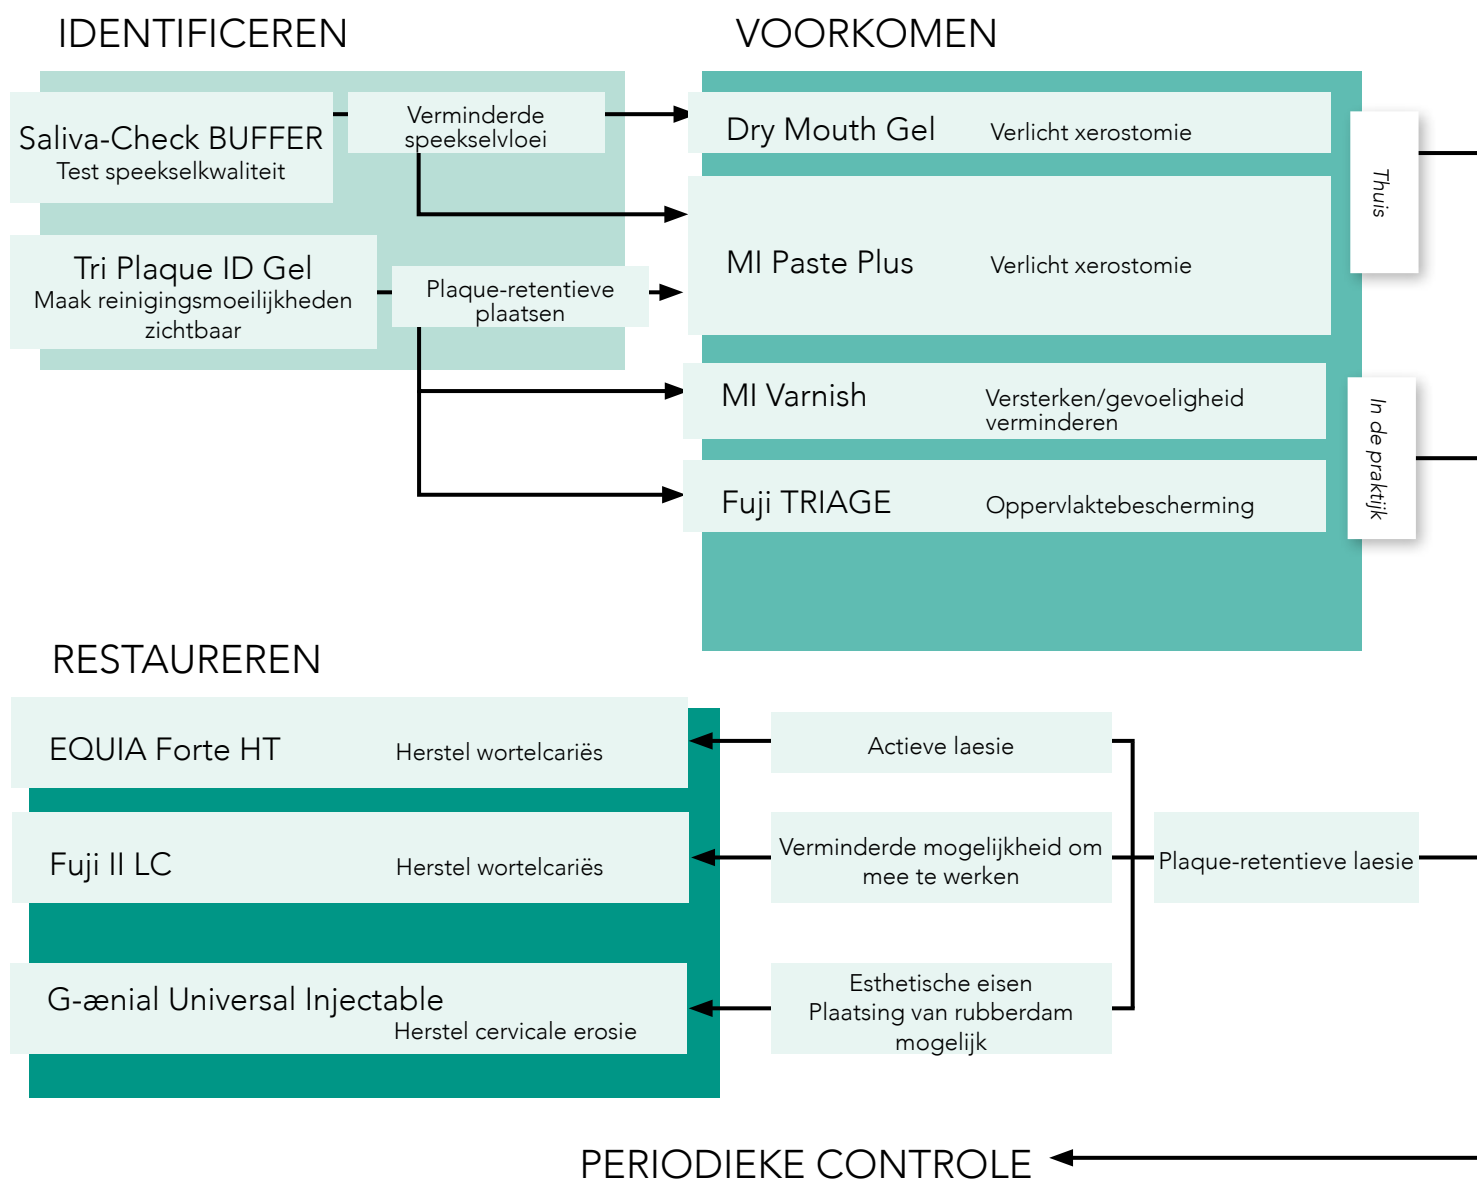 IDENTIFICEREN
Saliva-Check BUFFER
Test speekselkwaliteit
Verminderde
speekselvloei
Tri Plaque ID Gel
Maak reinigingsmoeilijkheden
zichtbaar
Plaque-retentieve
plaatsen
VOORKOMEN
Dry Mouth Gel Verlicht xerostomie
MI Paste Plus Verlicht xerostomie
Thuis
MI Varnish Versterken/gevoeligheid
verminderen
Fuji TRIAGE Oppervlaktebescherming
In de praktijk
RESTAUREREN
EQUIA Forte HT Herstel wortelcariës
Fuji II LC Herstel wortelcariës
G-ænial Universal Injectable
Herstel cervicale erosie
Actieve laesie
Verminderde mogelijkheid om
mee te werken
Esthetische eisen
Plaatsing van rubberdam
mogelijk
Plaque-retentieve laesie
PERIODIEKE CONTROLE